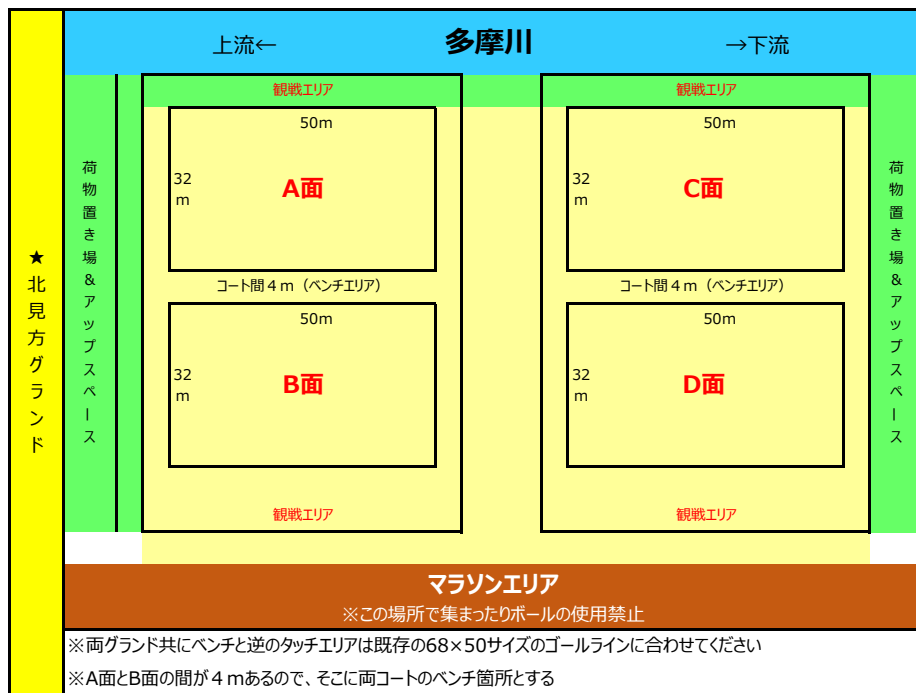 上流← 多摩川 →下流
観戦エリア 観戦エリア
50m 50m
荷物置き場&アップスペース
32
m
A面
32
m
C面
荷物置き場&アップスペース
★北見方グランド
コート間4m（ベンチエリア） コート間4m（ベンチエリア）
50m 50m
32
m
B面
32
m
D面
観戦エリア 観戦エリア
マラソンエリア
※この場所で集まったりボールの使用禁止
※両グランド共にベンチと逆のタッチエリアは既存の68×50サイズのゴールラインに合わせてください
※A面とB面の間が4mあるので、そこに両コートのベンチ箇所とする